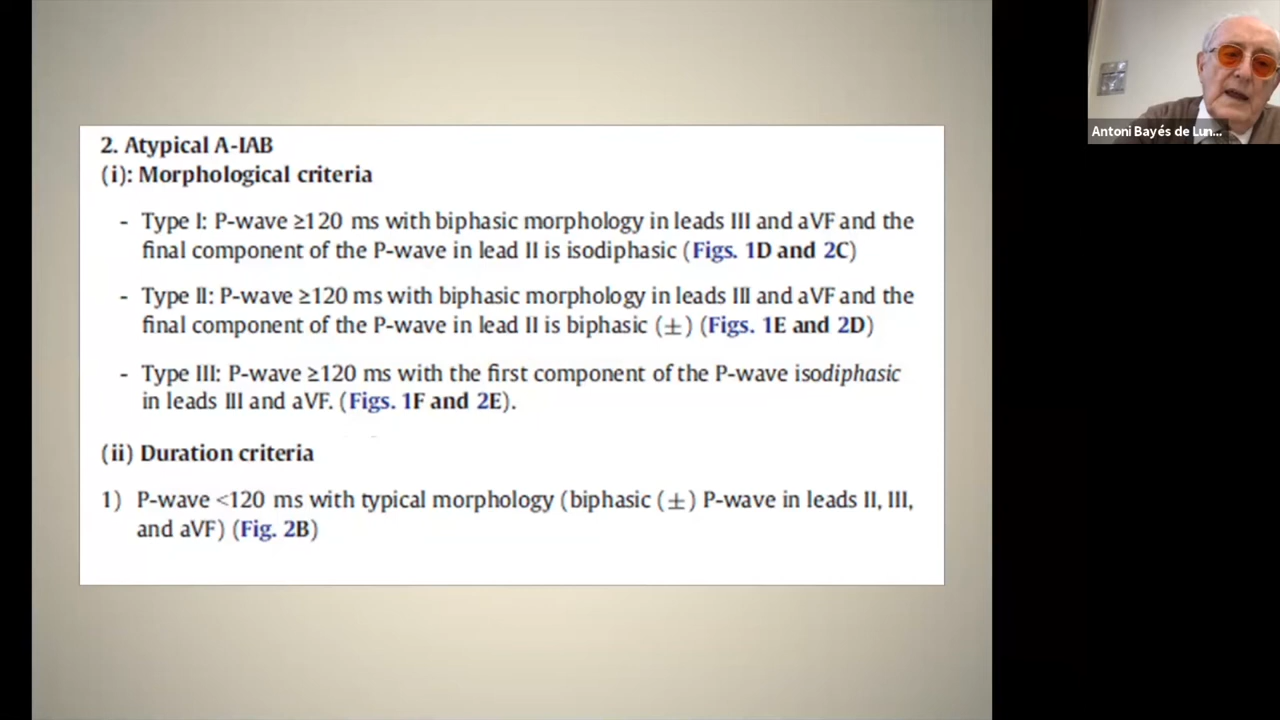 2. Atypical A-IAB
(i): Morphological criteria
- Type I: P-wave ≥120 ms with biphasic morphology in leads III and aVF and the
final component of the P-wave in lead II is isodiphasic (Figs. 1D and 2C)
- Type II: P-wave ≥120 ms with biphasic morphology in leads III and aVF and the
final component of the P-wave in lead II is biphasic (±) (Figs. 1E and 2D)
- Type III: P-wave ≥120 ms with the first component of the P-wave isodiphasic
in leads III and aVF. (Figs. 1F and 2E).
(ii) Duration criteria
1) P-wave <120 ms with typical morphology (biphasic (±) P-wave in leads II, III,
and aVF) (Fig. 2B)
Antoni Bayés de Lun...